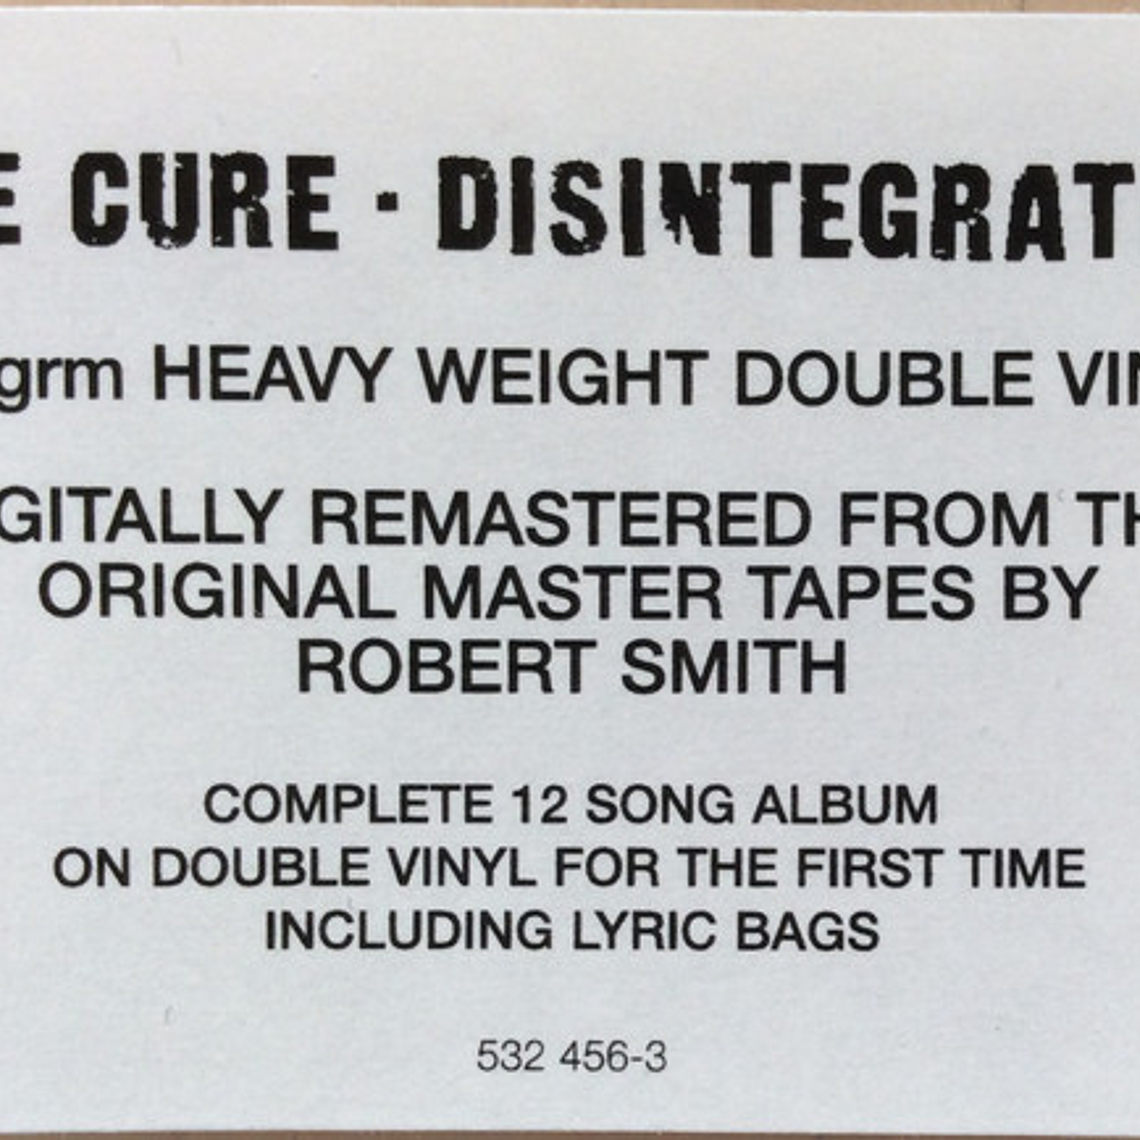 E CURE · DISINTEGRAT
grm HEAVY WEIGHT DOUBLE VIN
GITALLY REMASTERED FROM TH
ORIGINAL MASTER TAPES BY
ROBERT SMITH
COMPLETE 12 SONG ALBUM
ON DOUBLE VINYL FOR THE FIRST TIME
INCLUDING LYRIC BAGS
532 456-3